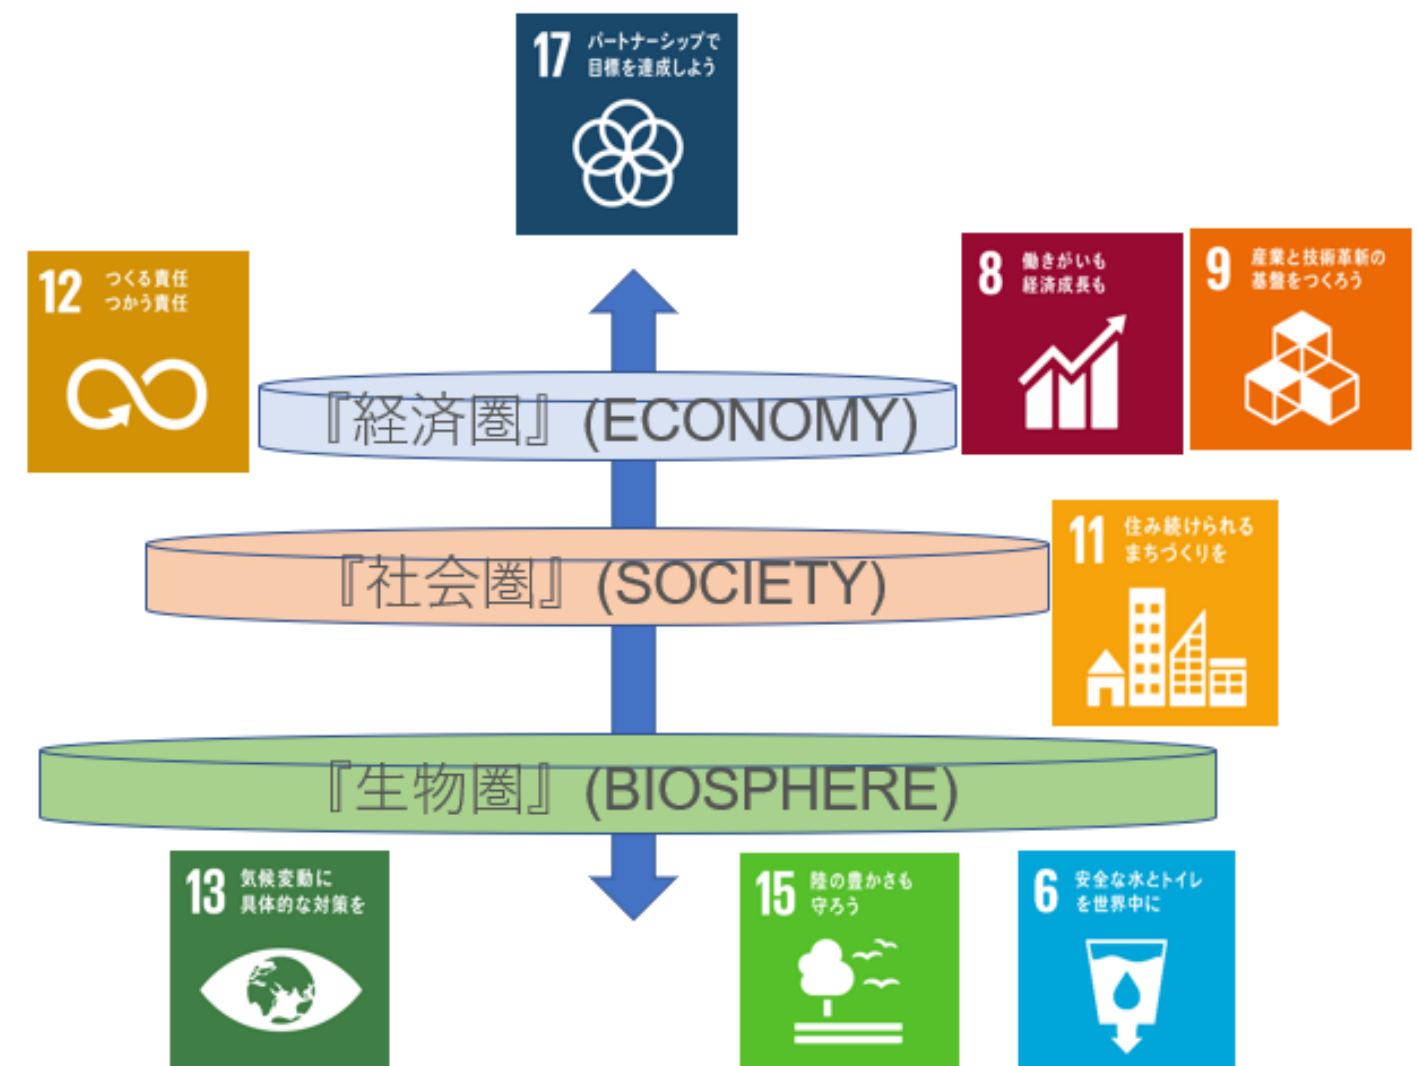 17 パートナーシップで
目標を達成しよう
12 つくる責任
つかう責任
8 働きがいも
経済成長も
9 産業と技術革新の
基盤をつくろう
『経済圏』(ECONOMY)
11 住み続けられる
まちづくりを
『社会圏』(SOCIETY)
『生物圏』(BIOSPHERE)
13 気候変動に
具体的な対策を
15 陸の豊かさも
守ろう
6 安全な水とトイレ
を世界中に